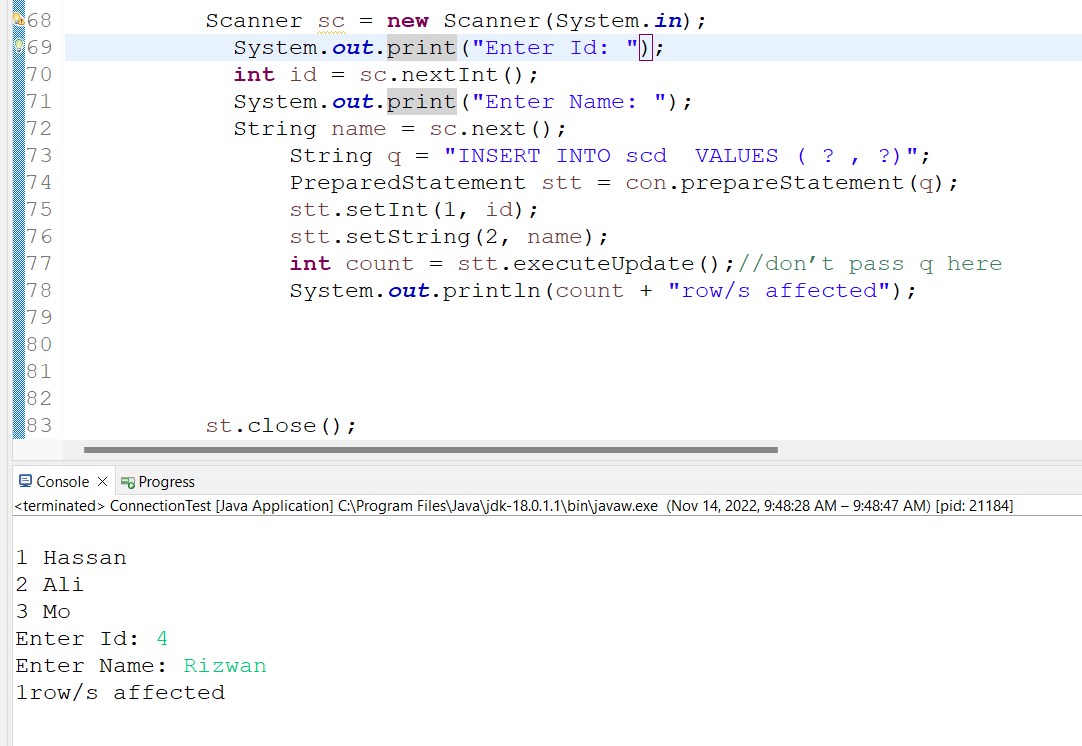 68 Scanner sc = new Scanner(System.in);
69 System.out.print("Enter Id: ");
70 int id = sc.nextInt();
71 System.out.print("Enter Name: ");
72 String name = sc.next();
73 String q = "INSERT INTO scd  VALUES ( ? , ?)";
74 PreparedStatement stt = con.prepareStatement(q);
75 stt.setInt(1, id);
76 stt.setString(2, name);
77 int count = stt.executeUpdate();//don’t pass q here
78 System.out.println(count + "row/s affected");
79
80
81
82
83 st.close();
Console Progress
<terminated> ConnectionTest [Java Application] C:\Program Files\Java\jdk-18.0.1.1\bin\javaw.exe (Nov 14, 2022, 9:48:28 AM – 9:48:47 AM) [pid: 21184]
1 Hassan
2 Ali
3 Mo
Enter Id: 4
Enter Name: Rizwan
1row/s affected